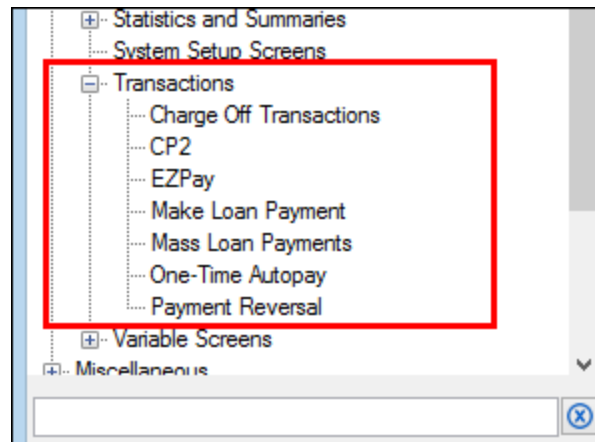 Statistics and Summaries
System Setup Screens
Transactions
Charge Off Transactions
CP2
EZPay
Make Loan Payment
Mass Loan Payments
One-Time Autopay
Payment Reversal
Variable Screens
Miscellaneous